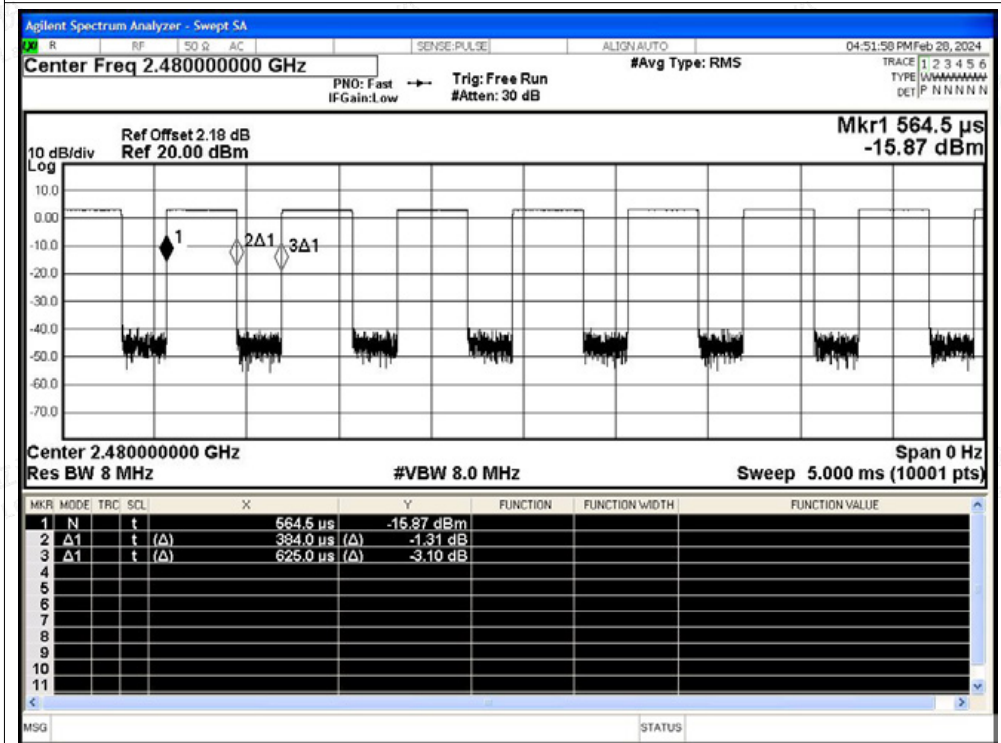 Agilent Spectrum Analyzer - Swept SA
R RF 50 Ω AC SENSE:PULSE ALIGN AUTO 04:51:58 PM Feb 28, 2024
Center Freq 2.480000000 GHz #Avg Type: RMS TRACE 1 2 3 4 5 6
PNO: Fast Trig: Free Run TYPE
IFGain:Low #Atten: 30 dB DET P N N N N N
Mkr1 564.5 µs
Ref Offset 2.18 dB
10 dB/div Ref 20.00 dBm -15.87 dBm
Log
10.0
0.00
1 2Δ1 3Δ1
-10.0
-20.0
-30.0
-40.0
-50.0
-60.0
-70.0
Center 2.480000000 GHz Span 0 Hz
Res BW 8 MHz #VBW 8.0 MHz Sweep 5.000 ms (10001 pts)
MKR MODE TRC SCL X Y FUNCTION FUNCTION WIDTH FUNCTION VALUE
1 N t 564.5 µs -15.87 dBm
2 Δ1 t (Δ) 384.0 µs (Δ) -1.31 dB
3 Δ1 t (Δ) 625.0 µs (Δ) -3.10 dB
4
5
6
7
8
9
10
11
MSG STATUS